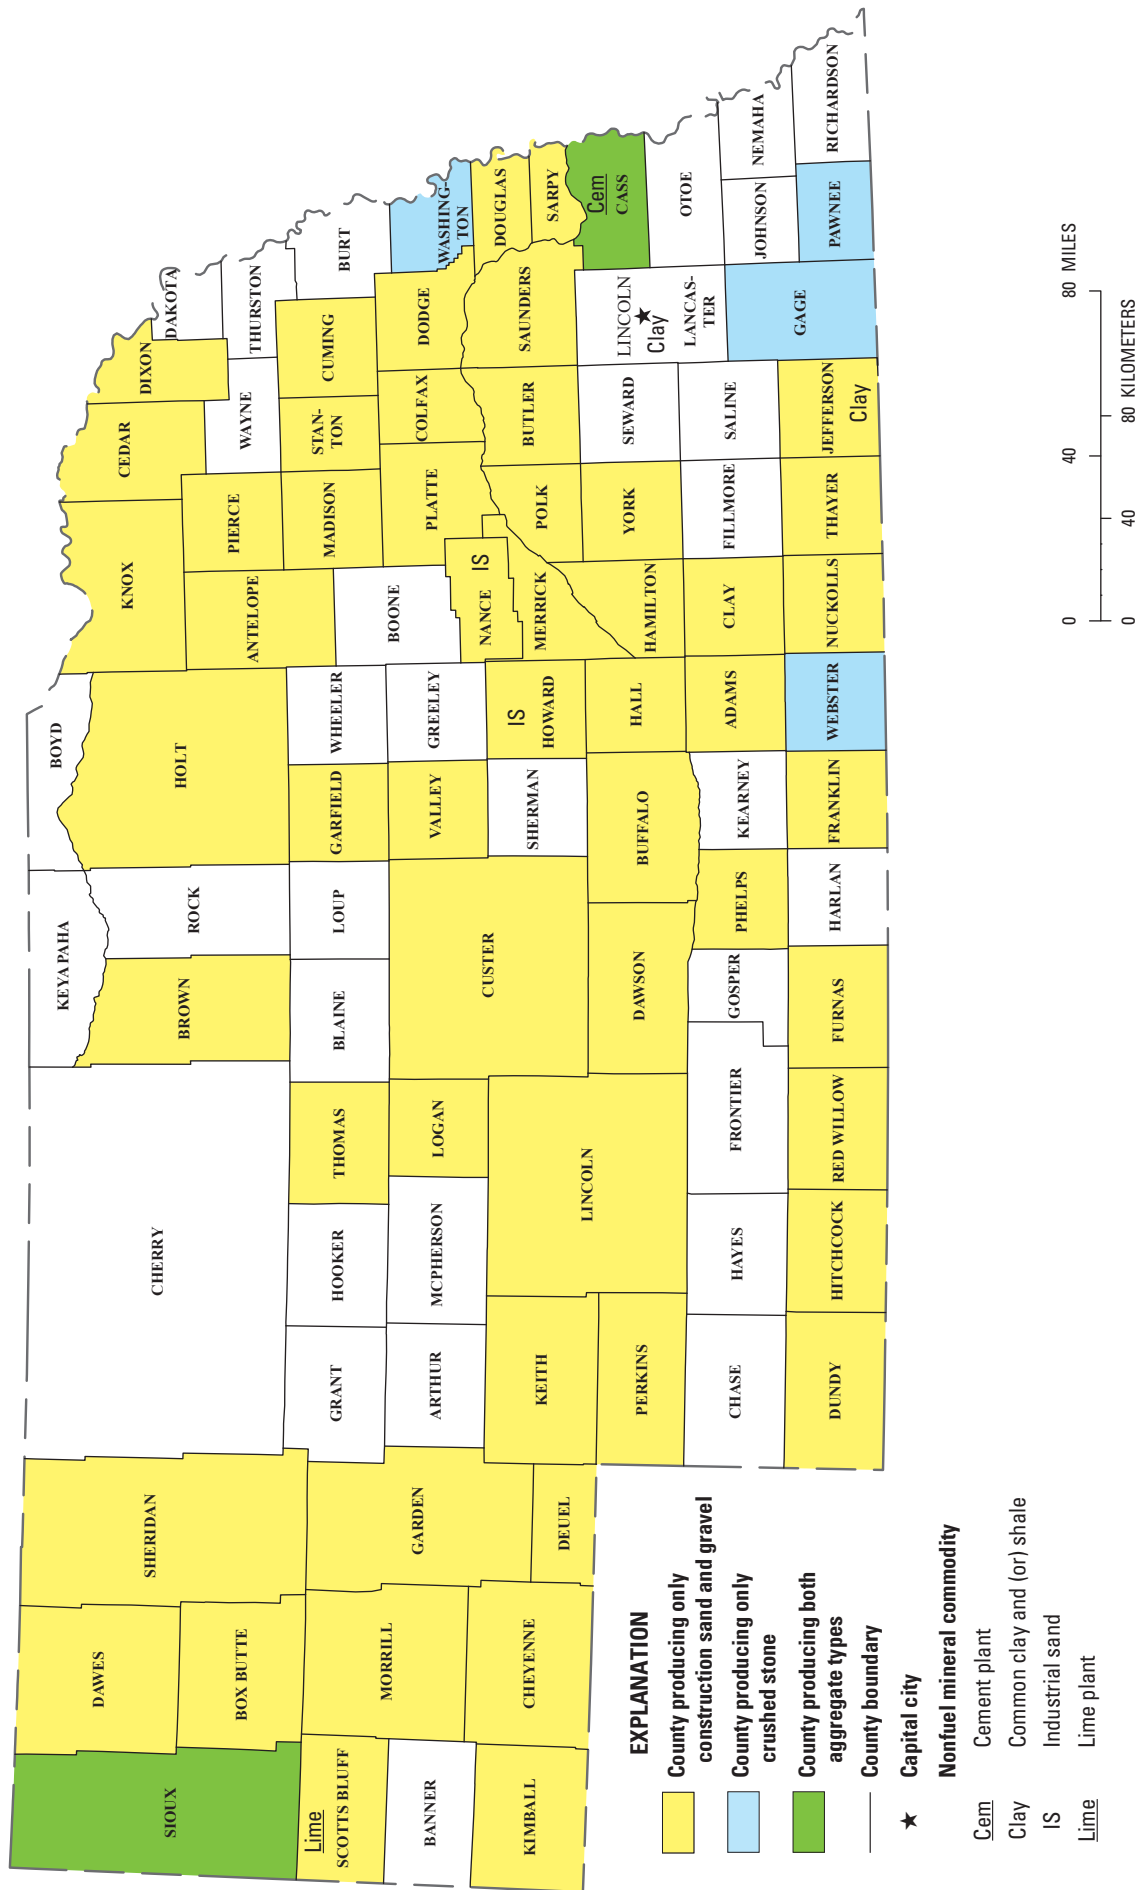 SIOUX
DAWES
BOX BUTTE
SHERIDAN
Lime
SCOTTS BLUFF
BANNER
KIMBALL
MORRILL
CHEYENNE
GARDEN
DEUEL
CHERRY
GRANT
HOOKER
THOMAS
ARTHUR
MCPHERSON
LOGAN
KEITH
PERKINS
LINCOLN
CHASE
HAYES
FRONTIER
GOSPER
DUNDY
HITCHCOCK
RED WILLOW
FURNAS
KEYA PAHA
BROWN
ROCK
BLAINE
LOUP
CUSTER
DAWSON
BUFFALO
PHELPS
KEARNEY
HARLAN
FRANKLIN
BOYD
HOLT
GARFIELD
WHEELER
VALLEY
GREELEY
SHERMAN
IS
HOWARD
HALL
ADAMS
WEBSTER
KNOX
ANTELOPE
BOONE
NANCE
IS
MERRICK
HAMILTON
CLAY
NUCKOLLS
CEDAR
PIERCE
MADISON
PLATTE
POLK
YORK
FILLMORE
THAYER
DIXON
DAKOTA
WAYNE
THURSTON
STAN-
TON
CUMING
BURT
COLFAX
DODGE
WASHING-
TON
BUTLER
SAUNDERS
DOUGLAS
SARPY
Cem
CASS
SEWARD
LINCOLN
Clay
LANCAS-
TER
OTOE
SALINE
JEFFERSON
Clay
GAGE
JOHNSON
NEMAHA
PAWNEE
RICHARDSON
EXPLANATION
County producing only
construction sand and gravel
County producing only
crushed stone
County producing both
aggregate types
County boundary
Capital city
Nonfuel mineral commodity
Cem Cement plant
Clay Common clay and (or) shale
IS Industrial sand
Lime Lime plant
0 40 80 MILES
0 40 80 KILOMETERS